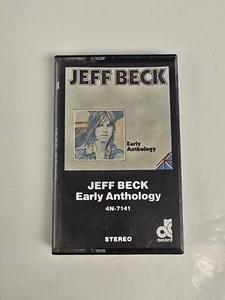 JEFF BECK
Early
Anthology
JEFF BECK
Early Anthology
4N-7141
STEREO
accord